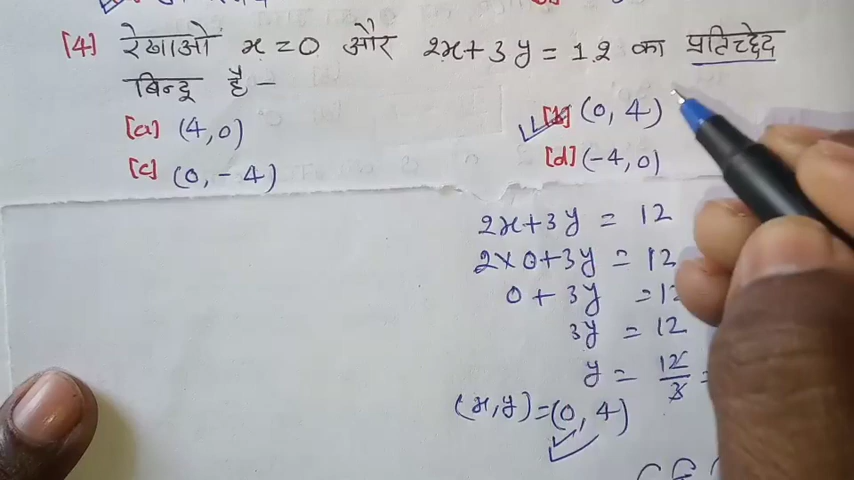 [4] रेखाओं x = 0 और 2x + 3y = 12 का प्रतिच्छेद
बिन्दू है –
[a] (4, 0)
[b] (0, 4)
[c] (0, - 4)
[d] (-4, 0)
2x + 3y = 12
2 × 0 + 3y = 12
0 + 3y = 12
3y = 12
y = 12/3 =
(x, y) = (0, 4)